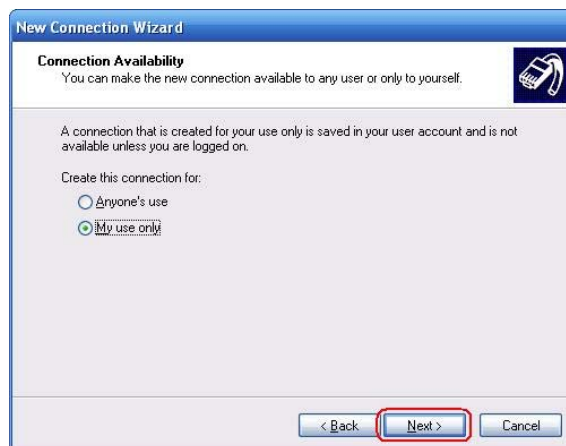 New Connection Wizard
Connection Availability
You can make the new connection available to any user or only to yourself.
A connection that is created for your use only is saved in your user account and is not
available unless you are logged on.
Create this connection for:
Anyone's use
My use only
< Back Next > Cancel